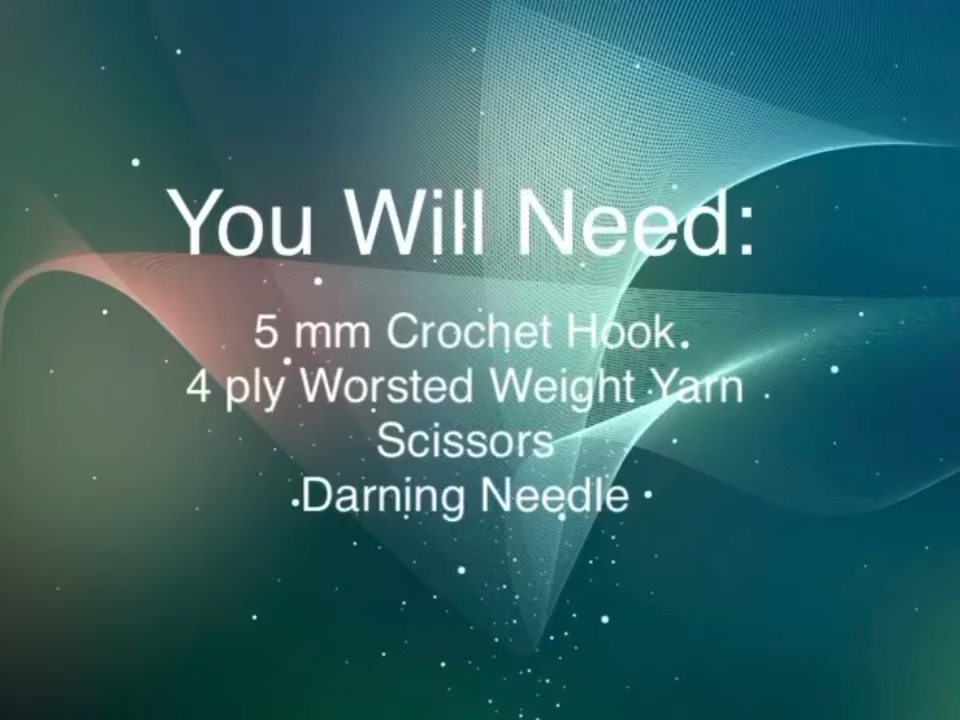 You Will Need:
5 mm Crochet Hook
4 ply Worsted Weight Yarn
Scissors
Darning Needle